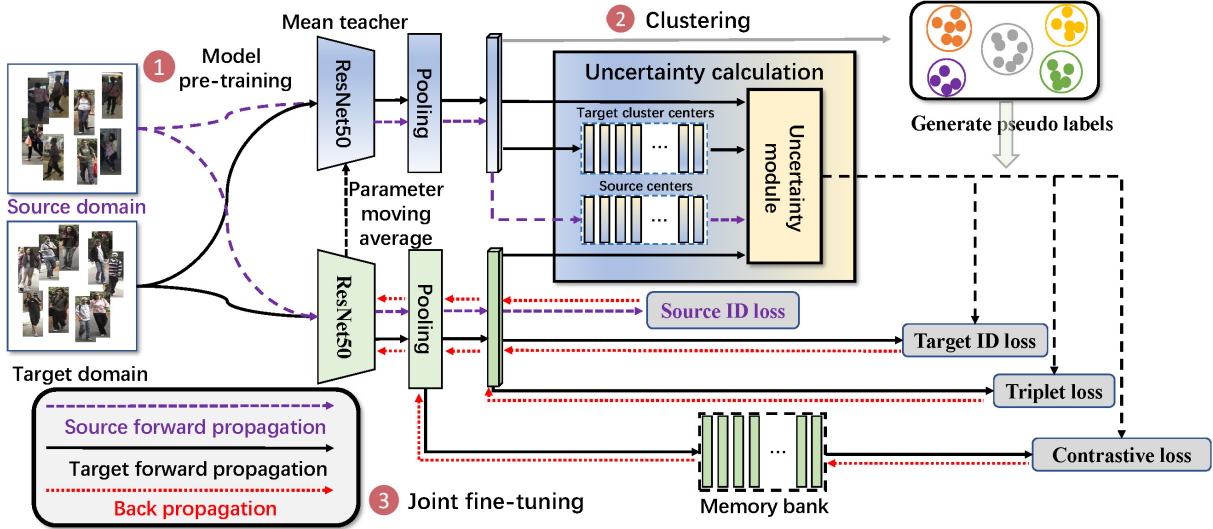 Mean teacher
2 Clustering
1 Model
pre-training
ResNet50
Pooling
Uncertainty calculation
Target cluster centers
...
Source centers
...
Uncertainty
module
Generate pseudo labels
Source domain
Parameter
moving
average
ResNet50
Pooling
Source ID loss
Target ID loss
Triplet loss
Contrastive loss
...
Memory bank
Target domain
Source forward propagation
Target forward propagation
Back propagation
3 Joint fine-tuning